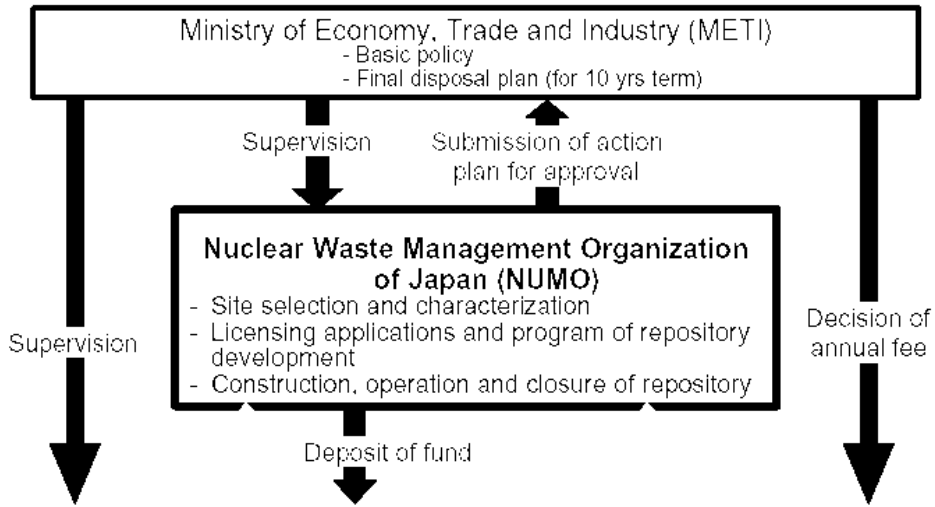 Ministry of Economy, Trade and Industry (METI)
- Basic policy
- Final disposal plan (for 10 yrs term)
Supervision
Submission of action
plan for approval
Nuclear Waste Management Organization
of Japan (NUMO)
- Site selection and characterization
- Licensing applications and program of repository
development
- Construction, operation and closure of repository
Supervision
Decision of
annual fee
Deposit of fund